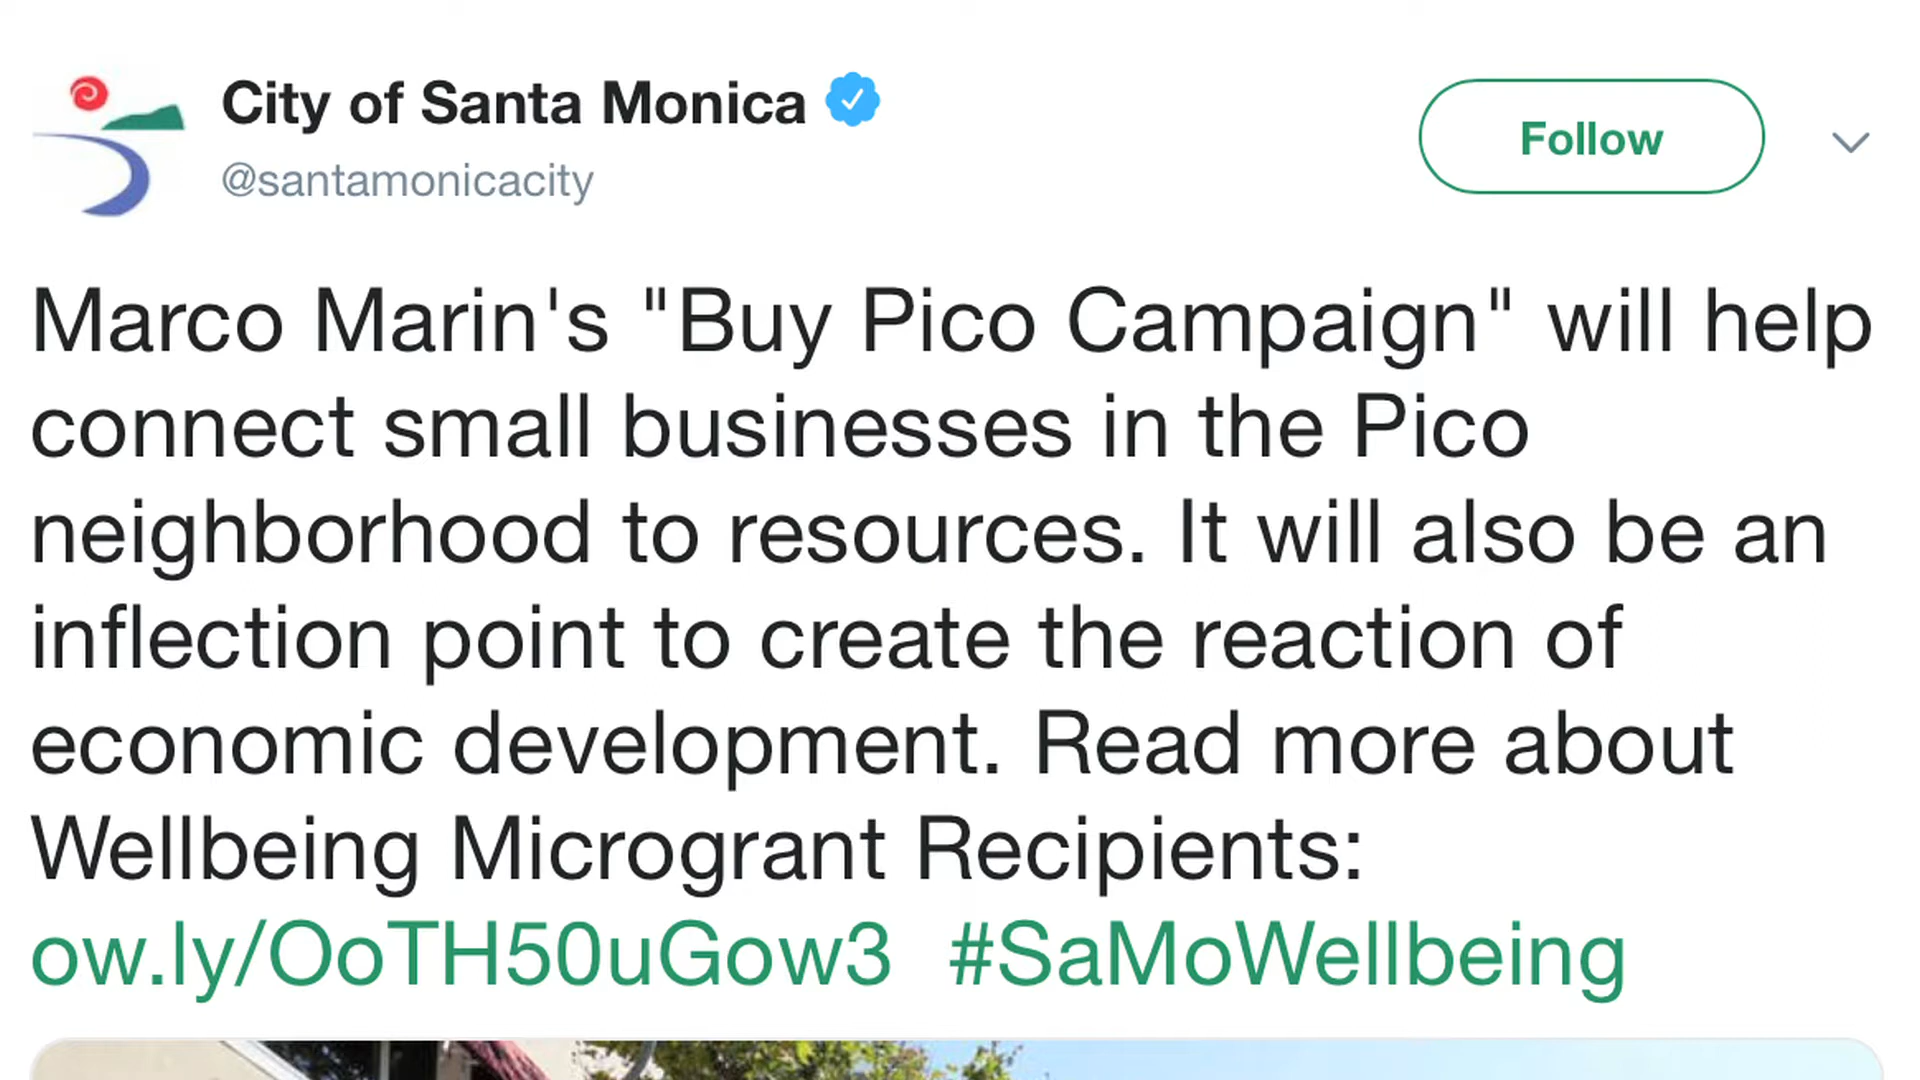 City of Santa Monica
@santamonicacity
Follow
Marco Marin's "Buy Pico Campaign" will help
connect small businesses in the Pico
neighborhood to resources. It will also be an
inflection point to create the reaction of
economic development. Read more about
Wellbeing Microgrant Recipients:
ow.ly/OoTH50uGow3 #SaMoWellbeing